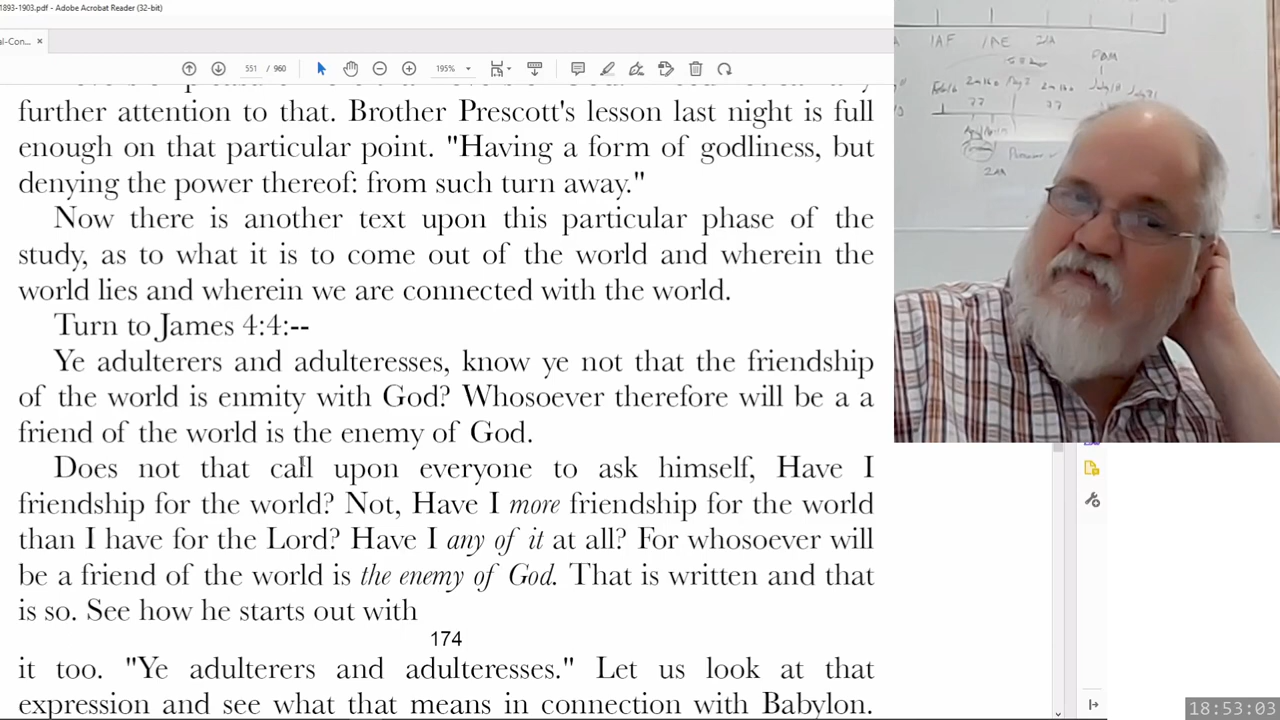 1893-1903.pdf - Adobe Acrobat Reader (32-bit)
al-Con... ×
551 / 960
195%
further attention to that. Brother Prescott's lesson last night is full
enough on that particular point. "Having a form of godliness, but
denying the power thereof: from such turn away."
Now there is another text upon this particular phase of the
study, as to what it is to come out of the world and wherein the
world lies and wherein we are connected with the world.
Turn to James 4:4:--
Ye adulterers and adulteresses, know ye not that the friendship
of the world is enmity with God? Whosoever therefore will be a a
friend of the world is the enemy of God.
Does not that call upon everyone to ask himself, Have I
friendship for the world? Not, Have I more friendship for the world
than I have for the Lord? Have I any of it at all? For whosoever will
be a friend of the world is the enemy of God. That is written and that
is so. See how he starts out with
174
it too. "Ye adulterers and adulteresses." Let us look at that
expression and see what that means in connection with Babylon.
1AF 1AE 21A
77 77
2AA
18:53:03